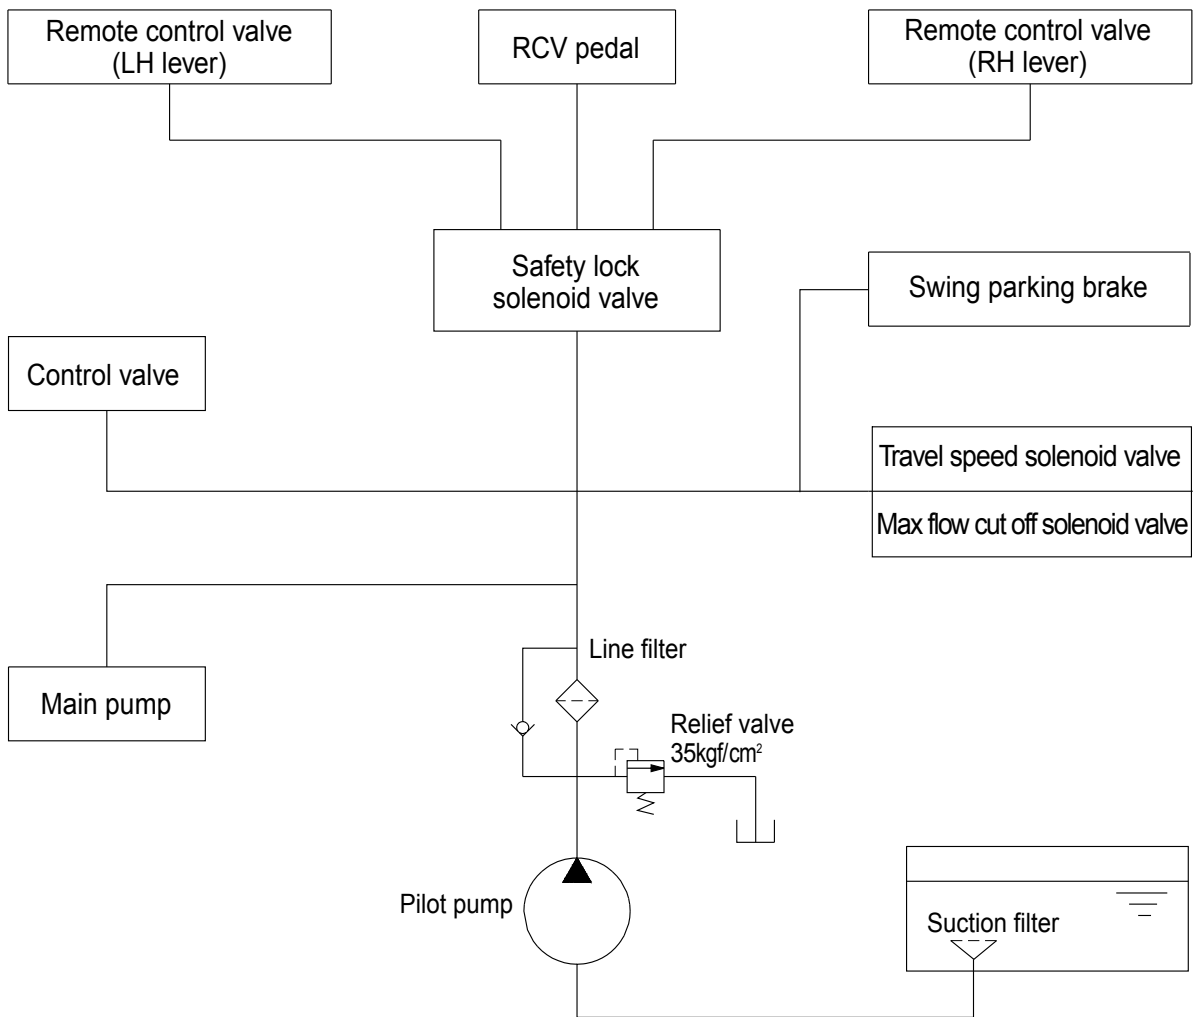 Remote control valve
(LH lever)
RCV pedal
Remote control valve
(RH lever)
Safety lock
solenoid valve
Swing parking brake
Control valve
Travel speed solenoid valve
Max flow cut off solenoid valve
Line filter
Main pump
Relief valve
35kgf/cm²
Pilot pump
Suction filter